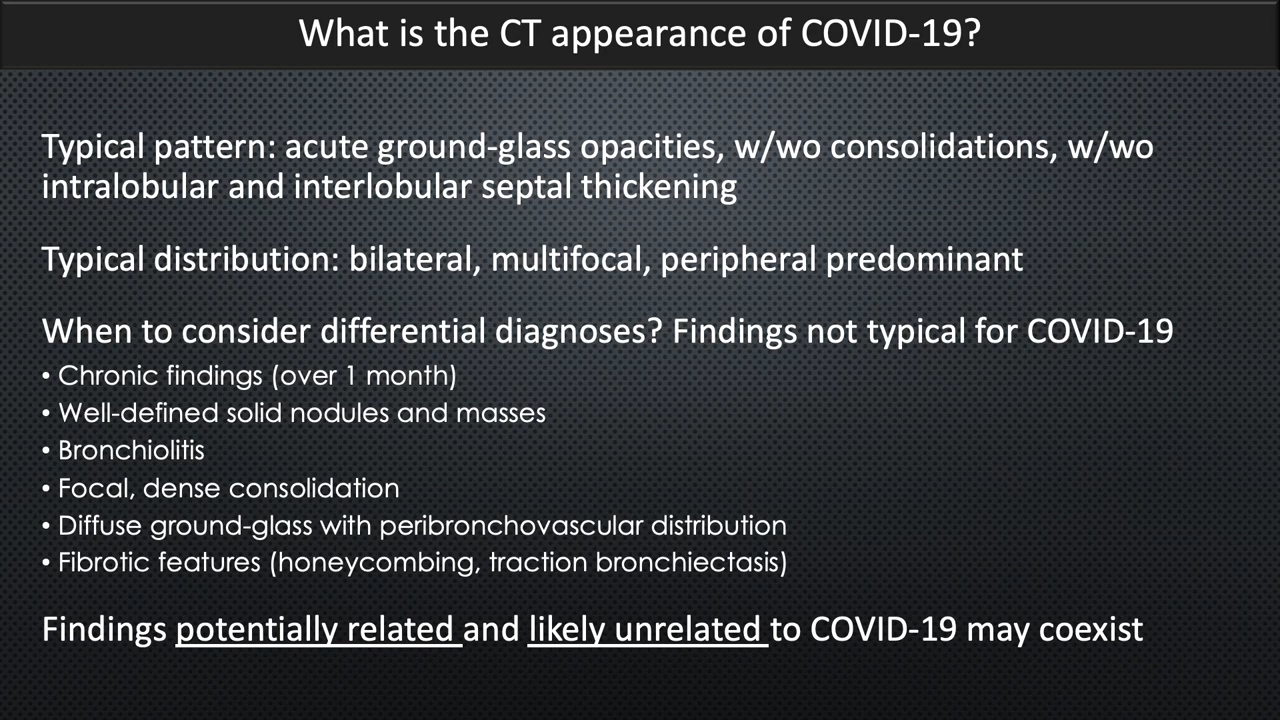 What is the CT appearance of COVID-19?
Typical pattern: acute ground-glass opacities, w/wo consolidations, w/wo
intralobular and interlobular septal thickening
Typical distribution: bilateral, multifocal, peripheral predominant
When to consider differential diagnoses? Findings not typical for COVID-19
• Chronic findings (over 1 month)
• Well-defined solid nodules and masses
• Bronchiolitis
• Focal, dense consolidation
• Diffuse ground-glass with peribronchovascular distribution
• Fibrotic features (honeycombing, traction bronchiectasis)
Findings potentially related and likely unrelated to COVID-19 may coexist